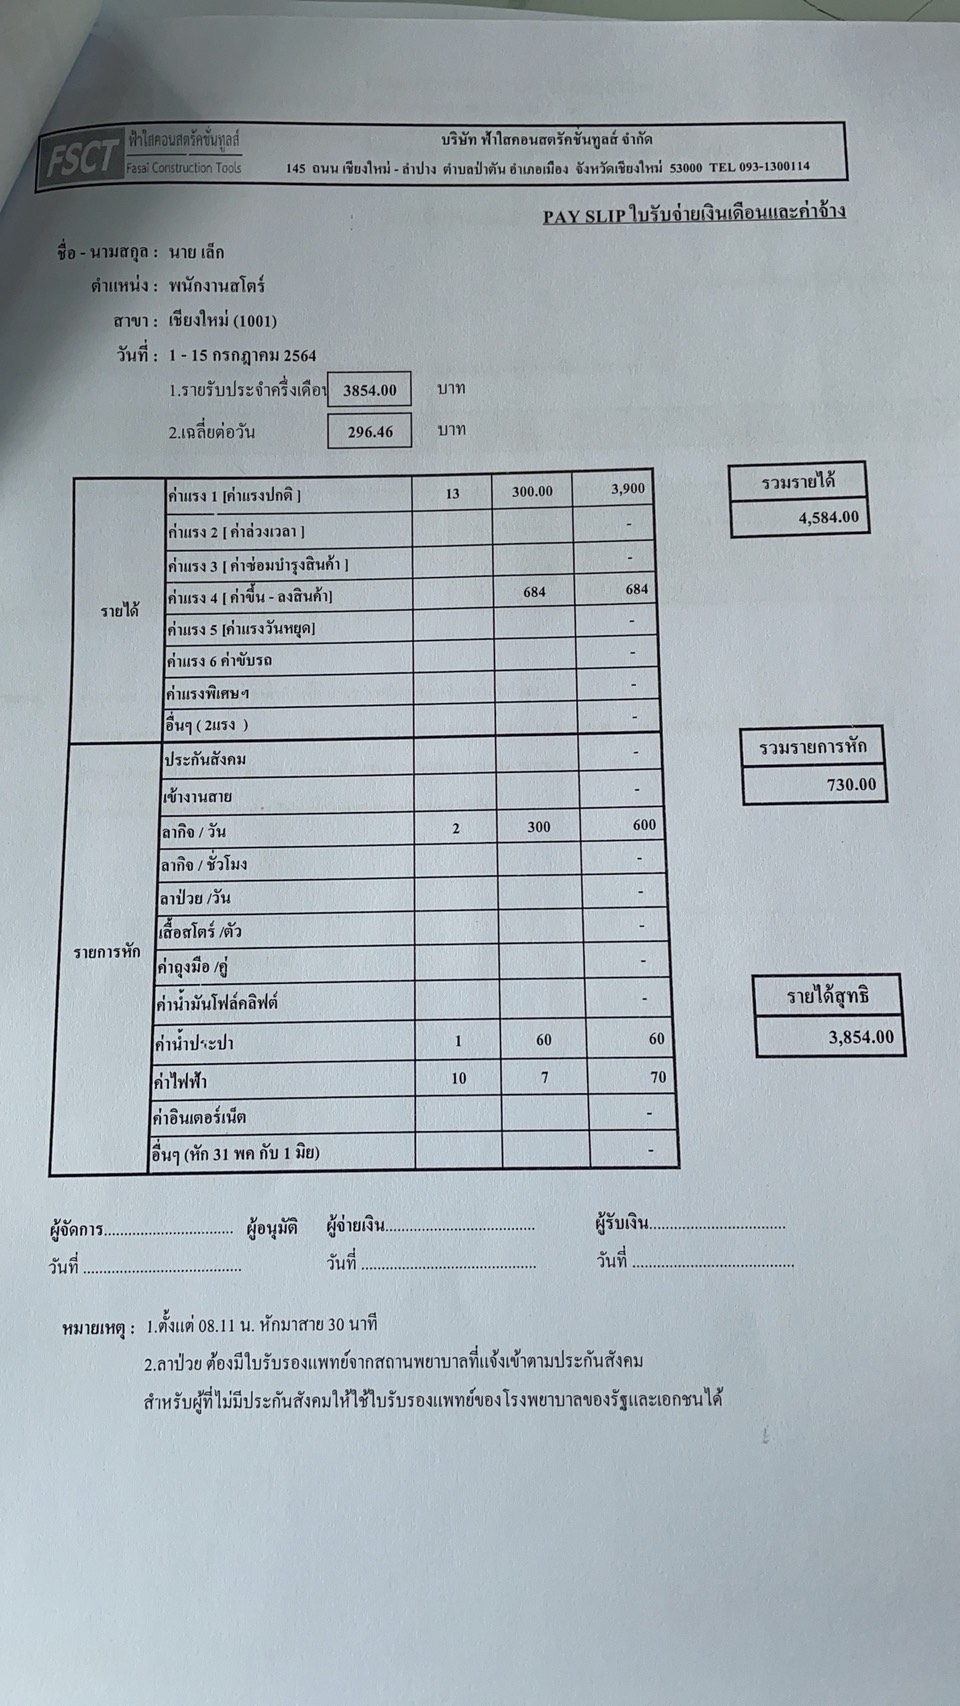 FSCT ฟ้าใสคอนสตรัคชั่นทูลส์
Fasai Construction Tools
บริษัท ฟ้าใสคอนสตรัคชั่นทูลส์ จำกัด
145 ถนน เชียงใหม่ - ลำปาง ตำบลป่าตัน อำเภอเมือง จังหวัดเชียงใหม่ 53000 TEL 093-1300114
PAY SLIP ใบรับจ่ายเงินเดือนและค่าจ้าง
ชื่อ - นามสกุล : นาย เล็ก
ตำแหน่ง : พนักงานสโตร์
สาขา : เชียงใหม่ (1001)
วันที่ : 1 - 15 กรกฎาคม 2564
1.รายรับประจำครึ่งเดือน 3854.00 บาท
2.เฉลี่ยต่อวัน 296.46 บาท
รายได้
ค่าแรง 1 [ค่าแรงปกติ ] 13 300.00 3,900
ค่าแรง 2 [ ค่าล่วงเวลา ] -
ค่าแรง 3 [ ค่าซ่อมบำรุงสินค้า ] -
ค่าแรง 4 [ ค่าขึ้น - ลงสินค้า] 684 684
ค่าแรง 5 [ค่าแรงวันหยุด] -
ค่าแรง 6 ค่าขับรถ -
ค่าแรงพิเศษฯ -
อื่นๆ ( 2แรง ) -
รวมรายได้
4,584.00
รายการหัก
ประกันสังคม -
เข้างานสาย -
ลากิจ / วัน 2 300 600
ลากิจ / ชั่วโมง -
ลาป่วย /วัน -
เสื้อสโตร์ /ตัว -
ค่าถุงมือ /คู่ -
ค่าน้ำมันโฟล์คลิฟต์ -
ค่าน้ำประปา 1 60 60
ค่าไฟฟ้า 10 7 70
ค่าอินเตอร์เน็ต -
อื่นๆ (หัก 31 พค กับ 1 มิย) -
รวมรายการหัก
730.00
รายได้สุทธิ
3,854.00
ผู้จัดการ................................ ผู้อนุมัติ ผู้จ่ายเงิน..................................... ผู้รับเงิน..................................
วันที่ ....................................... วันที่ ........................................... วันที่ ........................................
หมายเหตุ : 1.ตั้งแต่ 08.11 น. หักมาสาย 30 นาที
2.ลาป่วย ต้องมีใบรับรองแพทย์จากสถานพยาบาลที่แจ้งเข้าตามประกันสังคม
สำหรับผู้ที่ไม่มีประกันสังคมให้ใช้ใบรับรองแพทย์ของโรงพยาบาลของรัฐและเอกชนได้